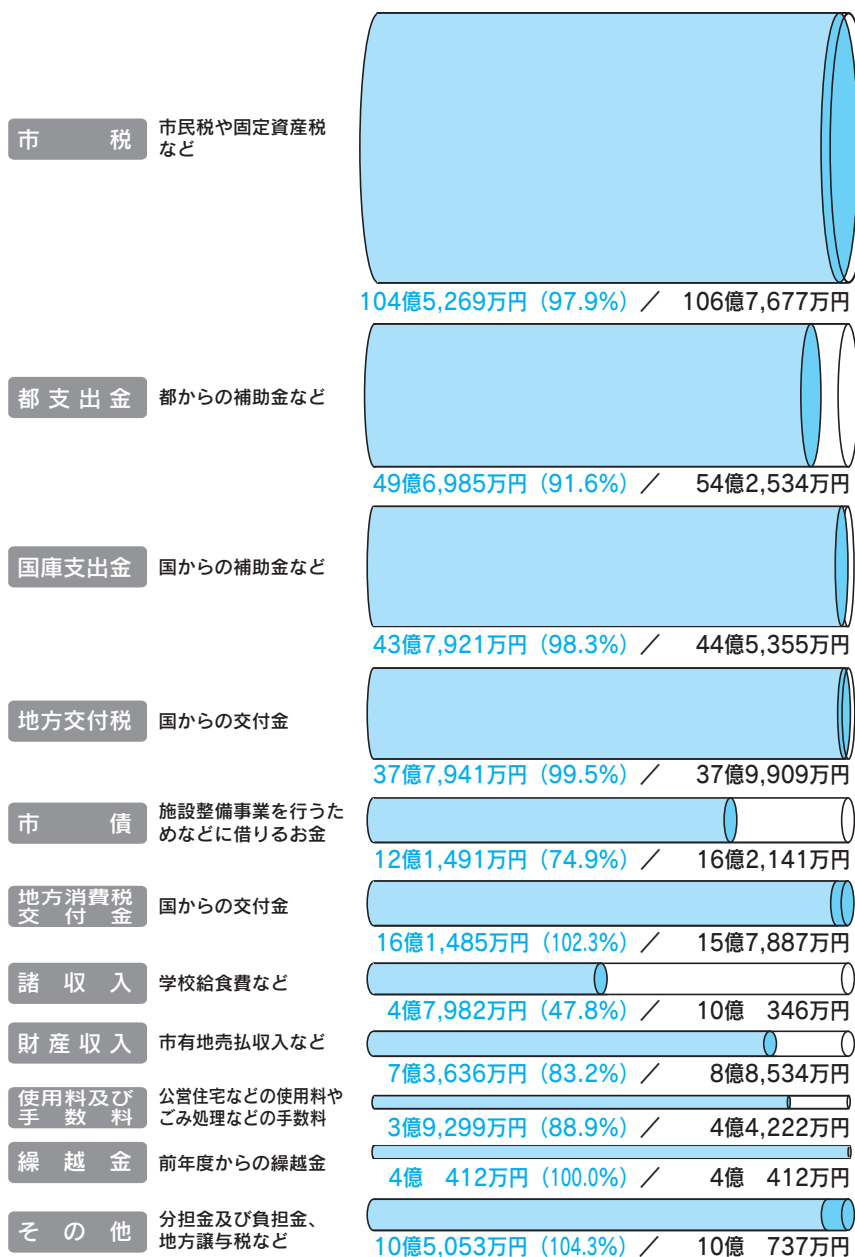 市税
市民税や固定資産税
など
104億5,269万円（97.9%）／ 106億7,677万円
都支出金
都からの補助金など
49億6,985万円（91.6%）／ 54億2,534万円
国庫支出金
国からの補助金など
43億7,921万円（98.3%）／ 44億5,355万円
地方交付税
国からの交付金
37億7,941万円（99.5%）／ 37億9,909万円
市債
施設整備事業を行うた
めなどに借りるお金
12億1,491万円（74.9%）／ 16億2,141万円
地方消費税
交付金
国からの交付金
16億1,485万円（102.3%）／ 15億7,887万円
諸収入
学校給食費など
4億7,982万円（47.8%）／ 10億 346万円
財産収入
市有地売払収入など
7億3,636万円（83.2%）／ 8億8,534万円
使用料及び
手数料
公営住宅などの使用料や
ごみ処理などの手数料
3億9,299万円（88.9%）／ 4億4,222万円
繰越金
前年度からの繰越金
4億 412万円（100.0%）／ 4億 412万円
その他
分担金及び負担金、
地方譲与税など
10億5,053万円（104.3%）／ 10億 737万円